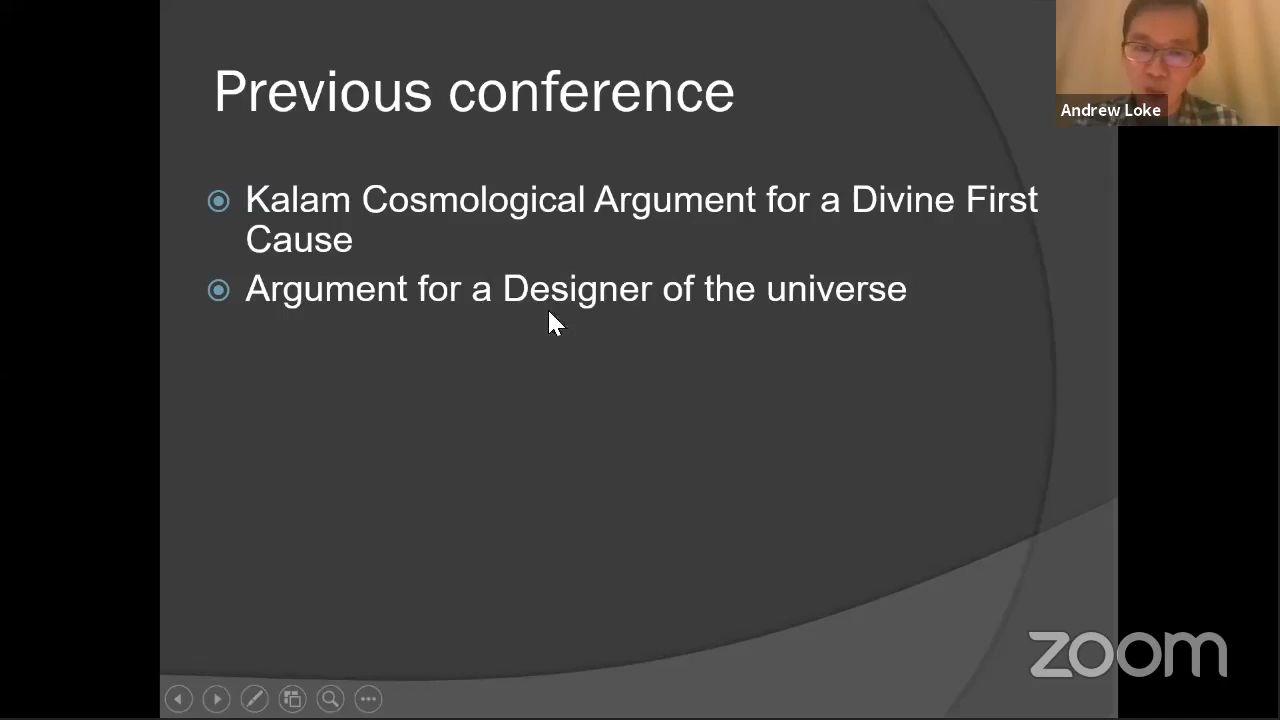 Previous conference
Kalam Cosmological Argument for a Divine First
Cause
Argument for a Designer of the universe
Andrew Loke
zoom